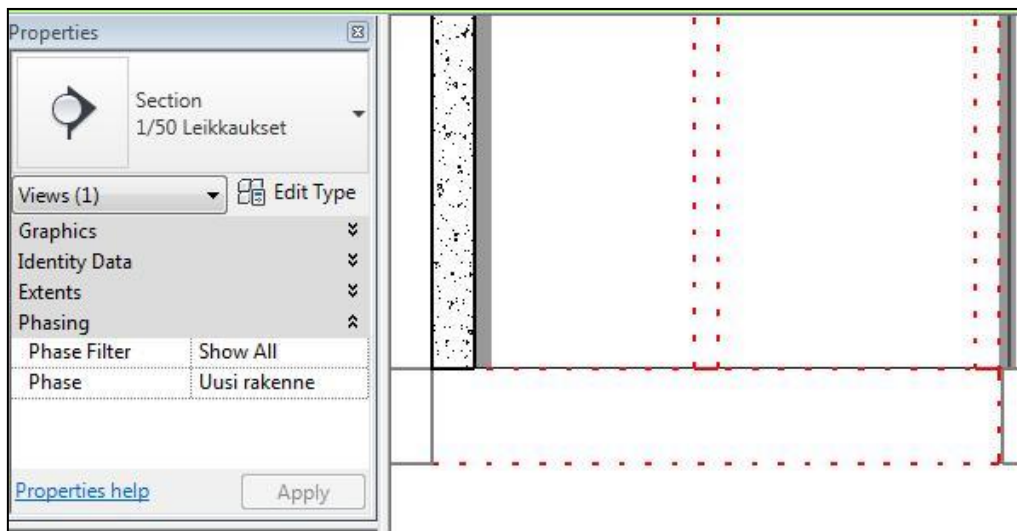 Properties
Section
1/50 Leikkaukset
Views (1)
Edit Type
Graphics
Identity Data
Extents
Phasing
Phase Filter Show All
Phase Uusi rakenne
Properties help
Apply